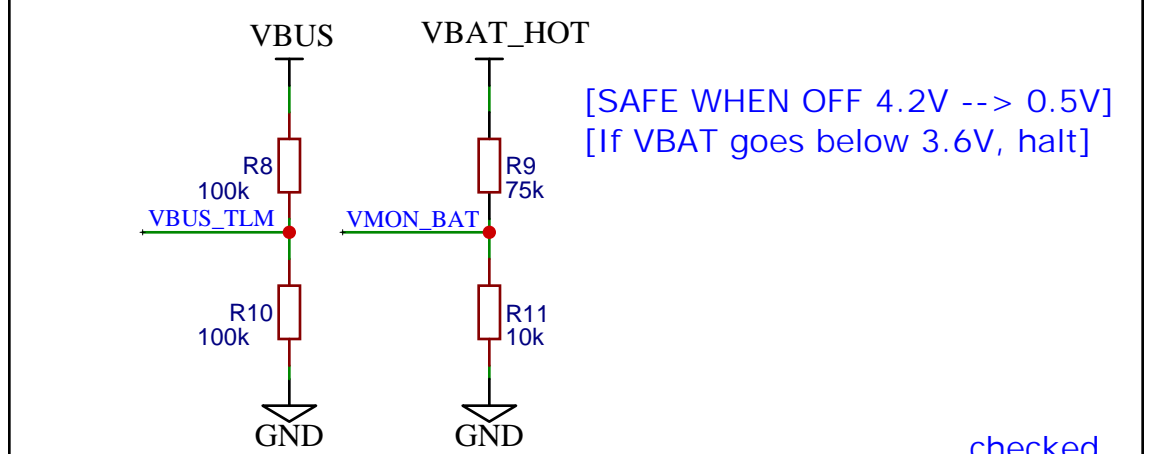 VBUS
VBAT_HOT
[SAFE WHEN OFF 4.2V --> 0.5V]
[If VBAT goes below 3.6V, halt]
R8
100k
R9
75k
VBUS_TLM
VMON_BAT
R10
100k
R11
10k
GND
GND
checked